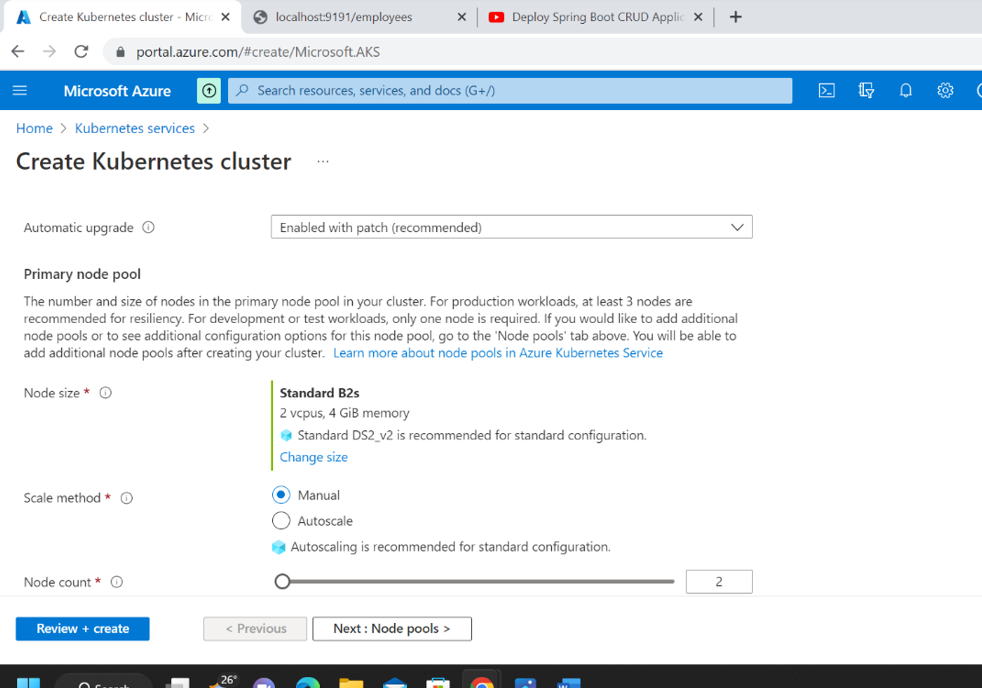 Create Kubernetes cluster - Micr
localhost:9191/employees
Deploy Spring Boot CRUD Applic
portal.azure.com/#create/Microsoft.AKS
Microsoft Azure
Search resources, services, and docs (G+/)
Home > Kubernetes services >
Create Kubernetes cluster ...
Automatic upgrade
Enabled with patch (recommended)
Primary node pool
The number and size of nodes in the primary node pool in your cluster. For production workloads, at least 3 nodes are
recommended for resiliency. For development or test workloads, only one node is required. If you would like to add additional
node pools or to see additional configuration options for this node pool, go to the 'Node pools' tab above. You will be able to
add additional node pools after creating your cluster. Learn more about node pools in Azure Kubernetes Service
Node size *
Standard B2s
2 vcpus, 4 GiB memory
Standard DS2_v2 is recommended for standard configuration.
Change size
Scale method *
Manual
Autoscale
Autoscaling is recommended for standard configuration.
Node count *
2
Review + create
< Previous
Next : Node pools >
Search
26°